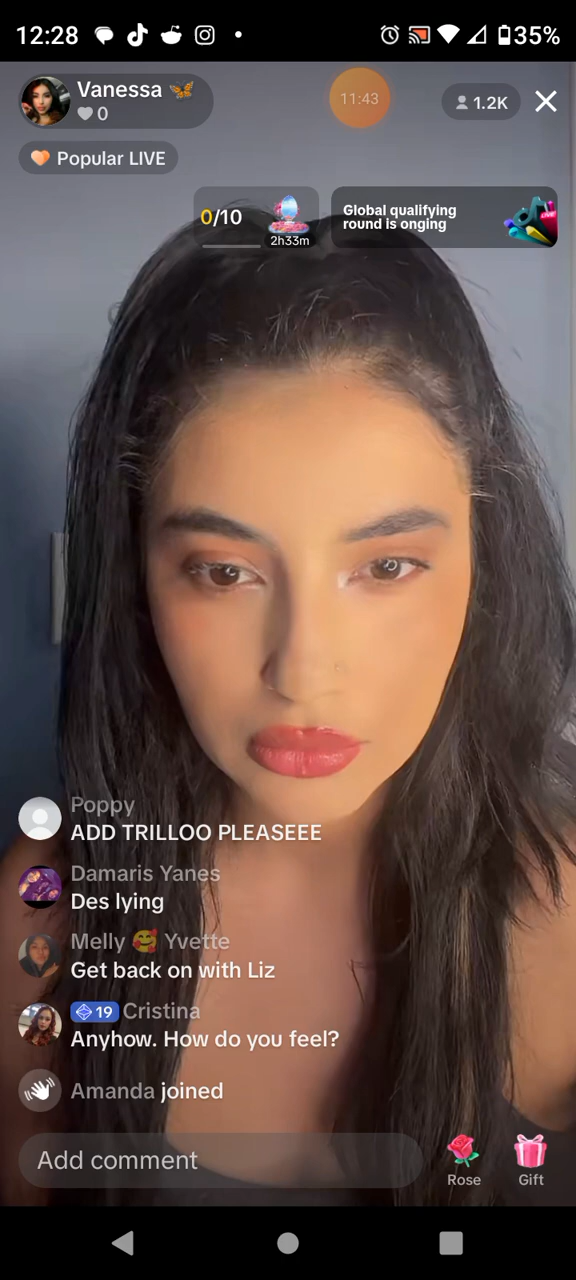 12:28
35%
Vanessa 🦋
0
11:43
1.2K
Popular LIVE
0/10
2h33m
Global qualifying
round is onging
LIVE
Poppy
ADD TRILLOO PLEASEEE
Damaris Yanes
Des lying
Melly 🥰 Yvette
Get back on with Liz
19 Cristina
Anyhow. How do you feel?
Amanda joined
Add comment
Rose
Gift